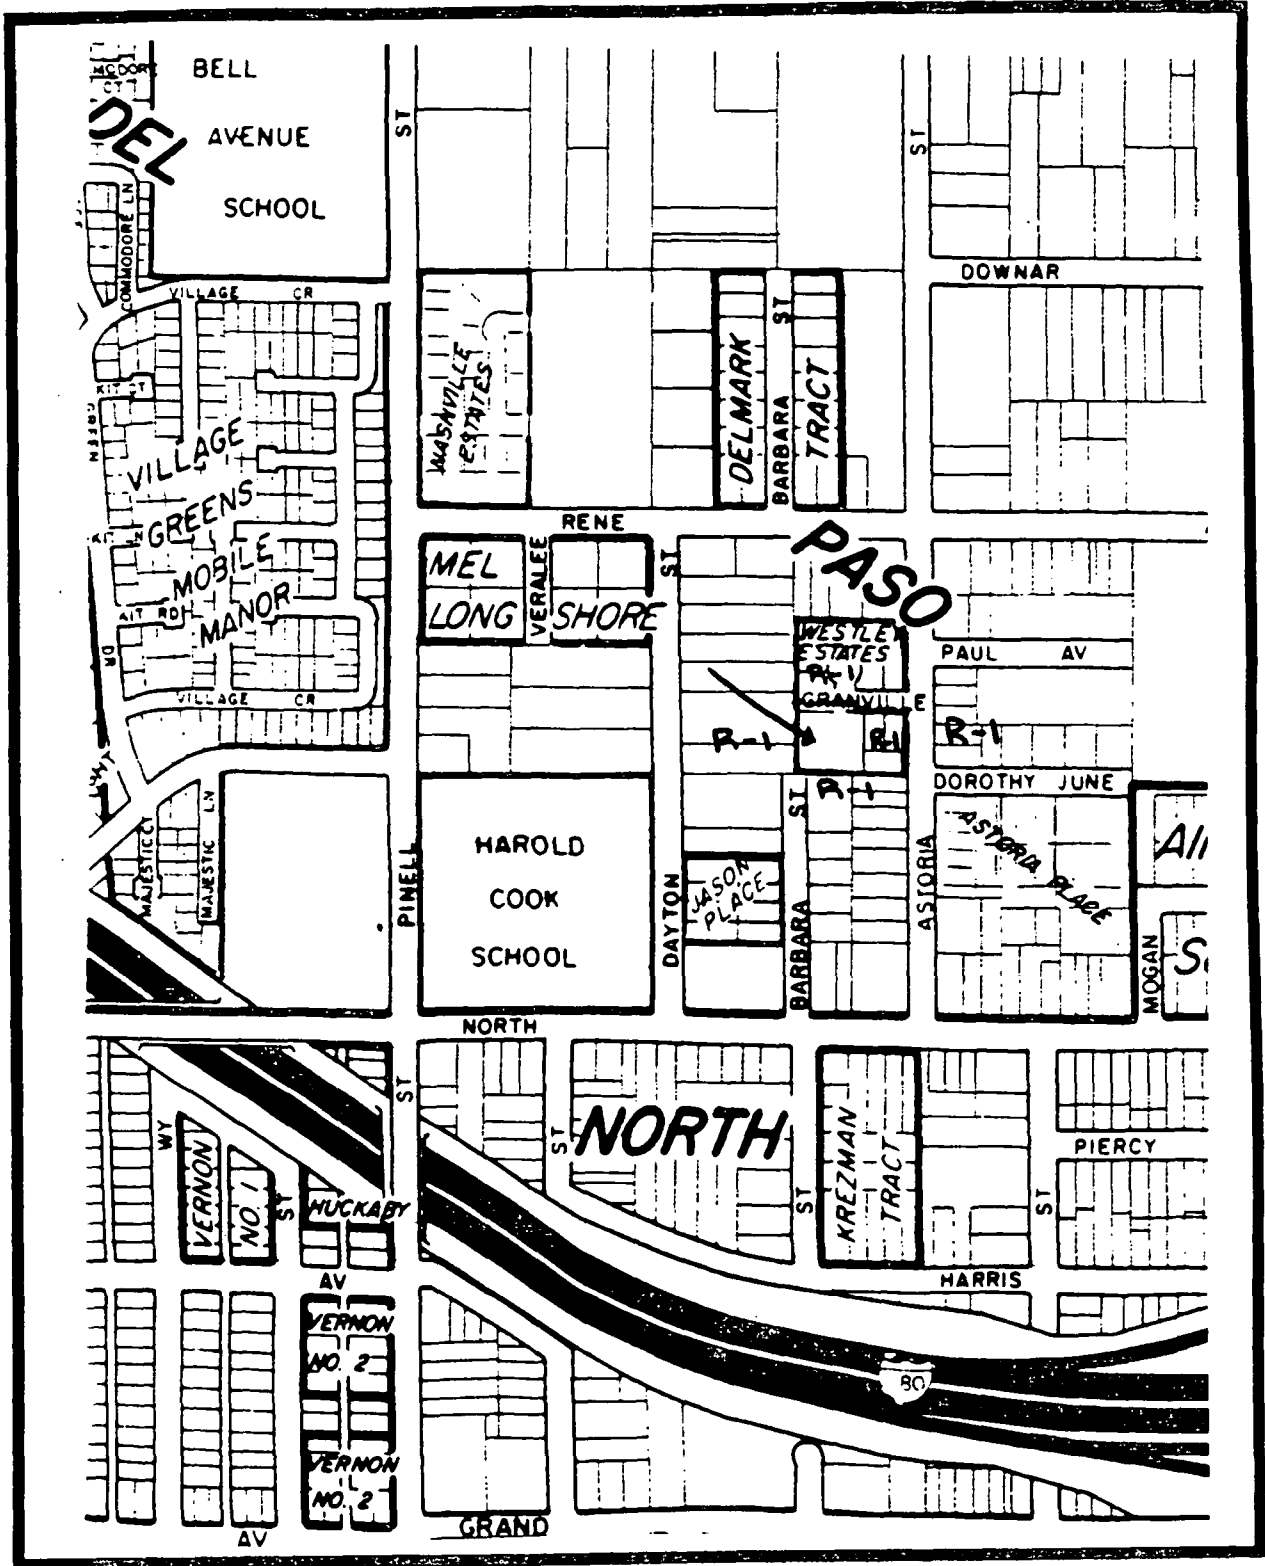 BELL
AVENUE
SCHOOL
DEL
COMMODORE LN
ST
ST
DOWNAR
VILLAGE CR
ST
WASHVILLE
ESTATES
DELMARK
BARBARA
TRACT
KIT CT
GREEN
VILLAGE
GREENS
MOBILE
MANOR
RENE
MEL
LONG
VERALEE
SHORE
ST
PASO
KIT RD
DR
WESTLEY
ESTATES
R-1
PAUL AV
VILLAGE CR
GRANVILLE
R-1
R-1
R-1
R-1
DOROTHY JUNE
ST
MAJESTIC CT
MAJESTIC LN
PINELL
HAROLD
COOK
SCHOOL
DAYTON
JASON
PLACE
BARBARA
ASTORIA
ASTORIA PLACE
MOGAN
NORTH
ST
NORTH
ST
WY
VERNON
NO. 1
ST
HUCKABY
ST
KREZMAN
TRACT
ST
PIERCY
AV
HARRIS
VERNON
NO. 2
80
VERNON
NO. 2
AV
GRAND